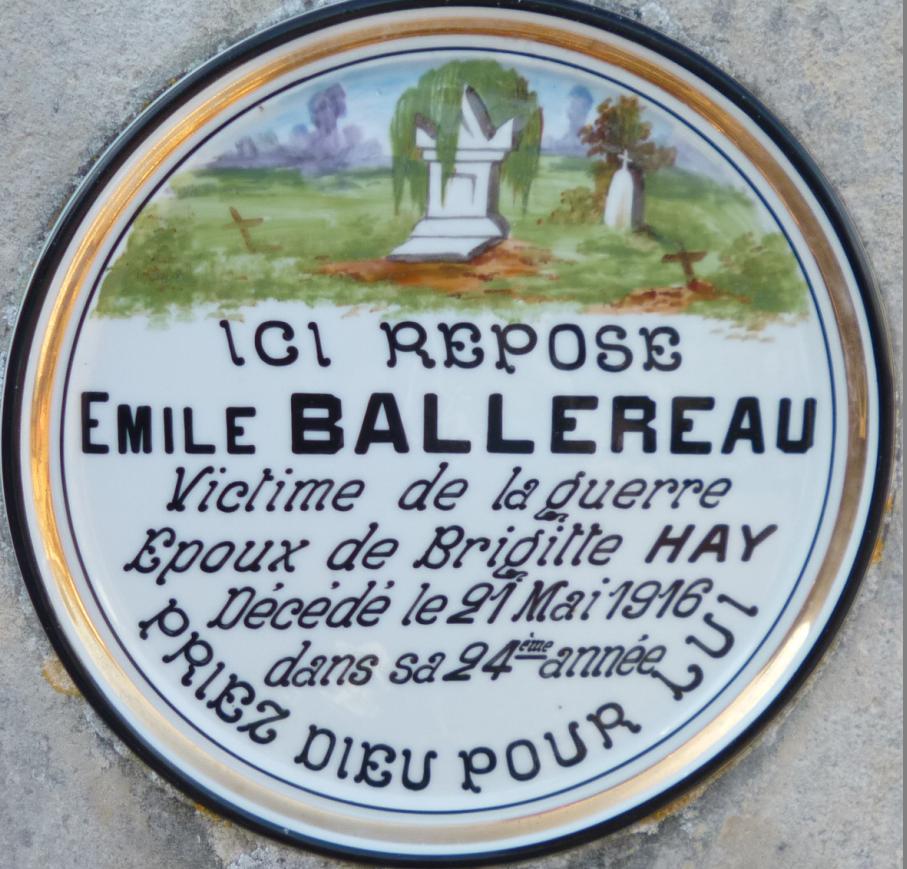 ICI REPOSE
EMILE BALLEREAU
Victime de la guerre
Epoux de Brigitte HAY
Décédé le 21 Mai 1916
dans sa 24ème année
PRIEZ DIEU POUR LUI